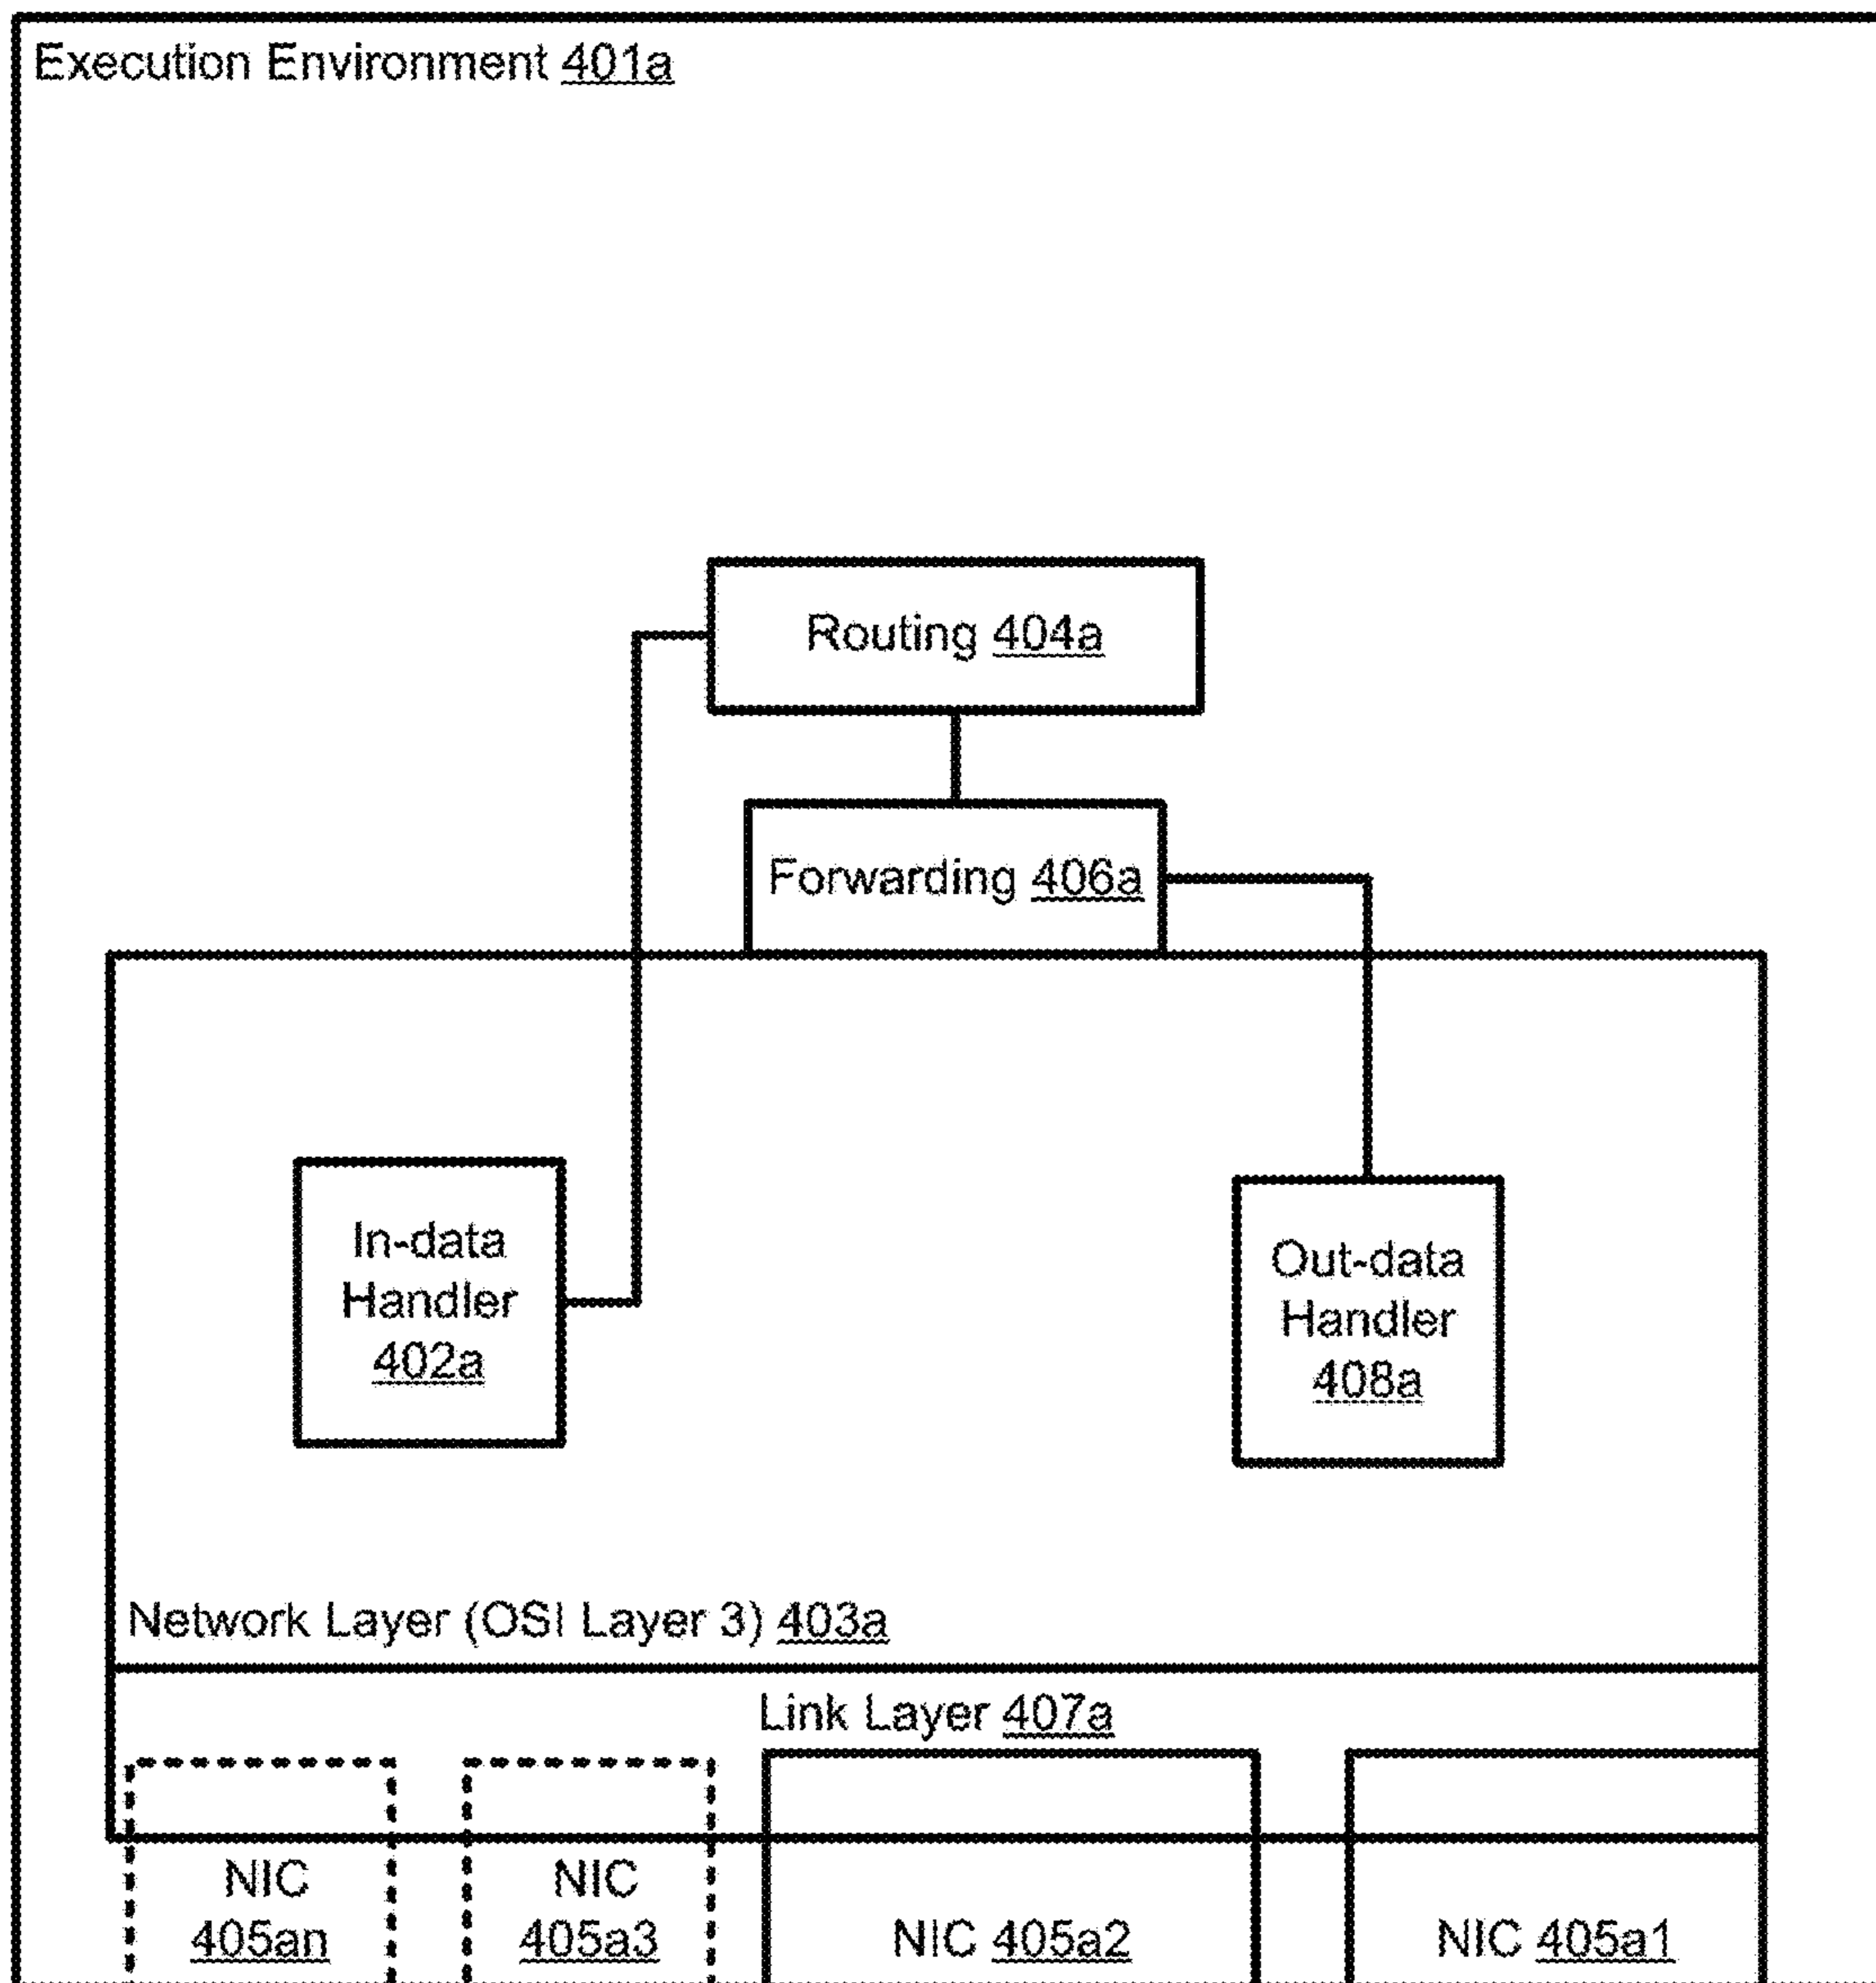 Execution Environment 401a
Routing 404a
Forwarding 406a
In-data
Handler
402a
Out-data
Handler
408a
Network Layer (OSI Layer 3) 403a
Link Layer 407a
NIC
405an
NIC
405a3
NIC 405a2
NIC 405a1